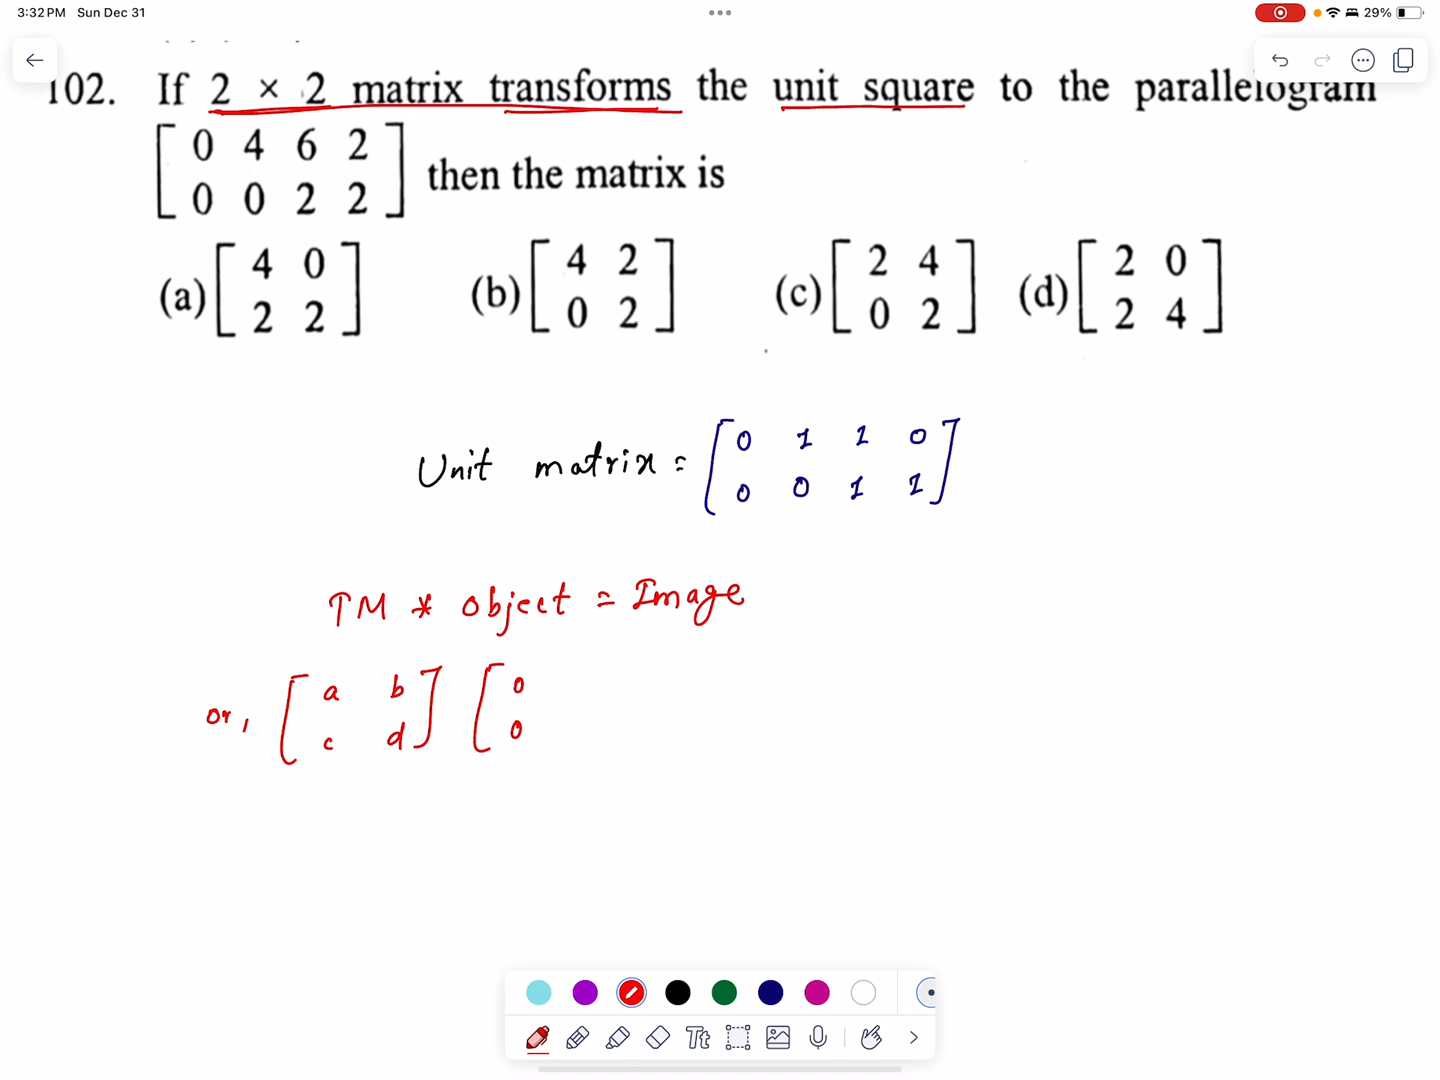 3:32 PM Sun Dec 31
29%
102. If 2 × 2 matrix transforms the unit square to the parallelogram
[ 0 4 6 2
0 0 2 2 ] then the matrix is
(a) [ 4 0
2 2 ] (b) [ 4 2
0 2 ] (c) [ 2 4
0 2 ] (d) [ 2 0
2 4 ]
Unit matrix = [ 0 1 1 0
0 0 1 1 ]
TM * object = Image
or, [ a b
c d ] [ 0
0
Tt